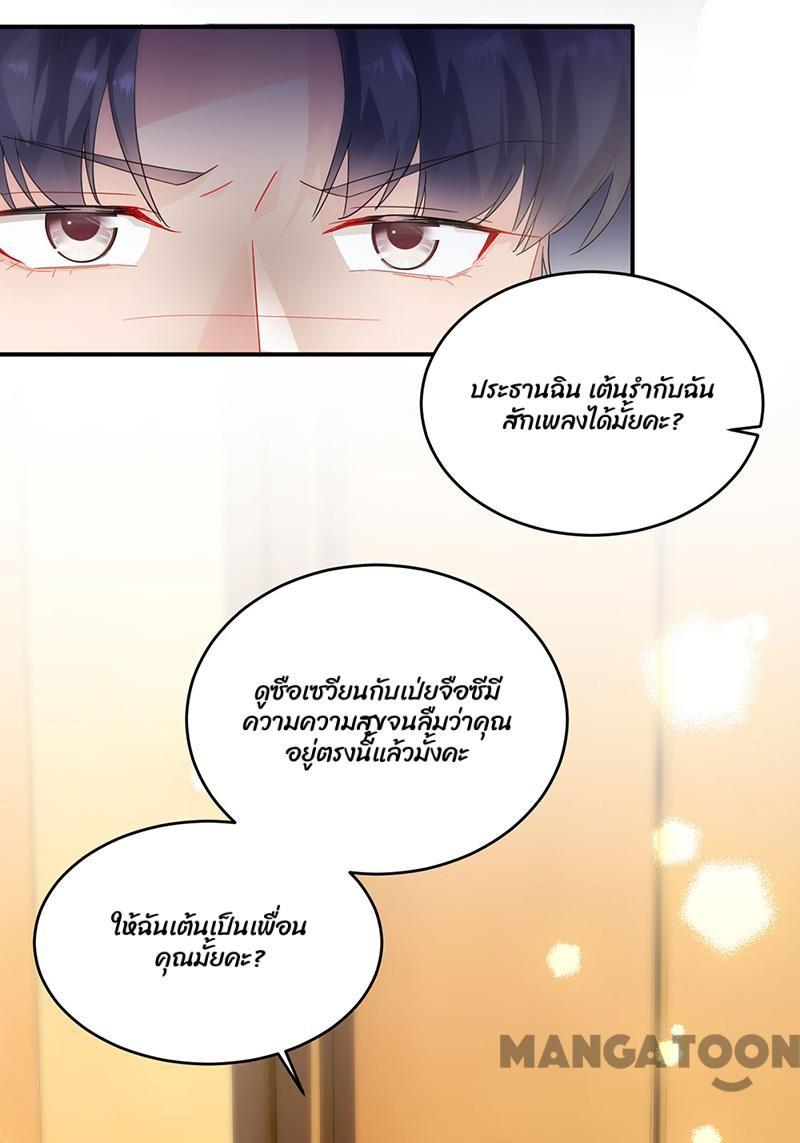 ประธานฉิน เต้นรำกับฉัน
สักเพลงได้มั้ยคะ?
ดูซือเซวียนกับเป่ยจือซีมี
ความความสุขจนลืมว่าคุณ
อยู่ตรงนี้แล้วมั้งคะ
ให้ฉันเต้นเป็นเพื่อน
คุณมั้ยคะ?
MANGATOON